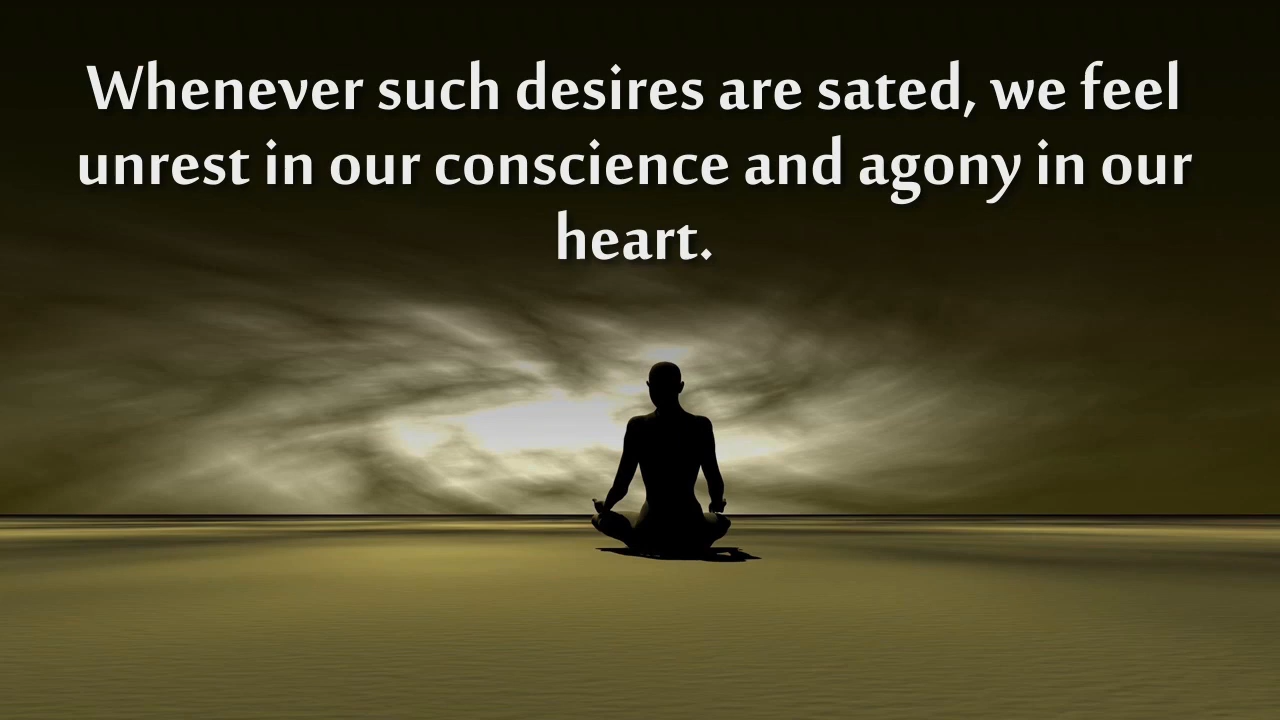 Whenever such desires are sated, we feel
unrest in our conscience and agony in our
heart.